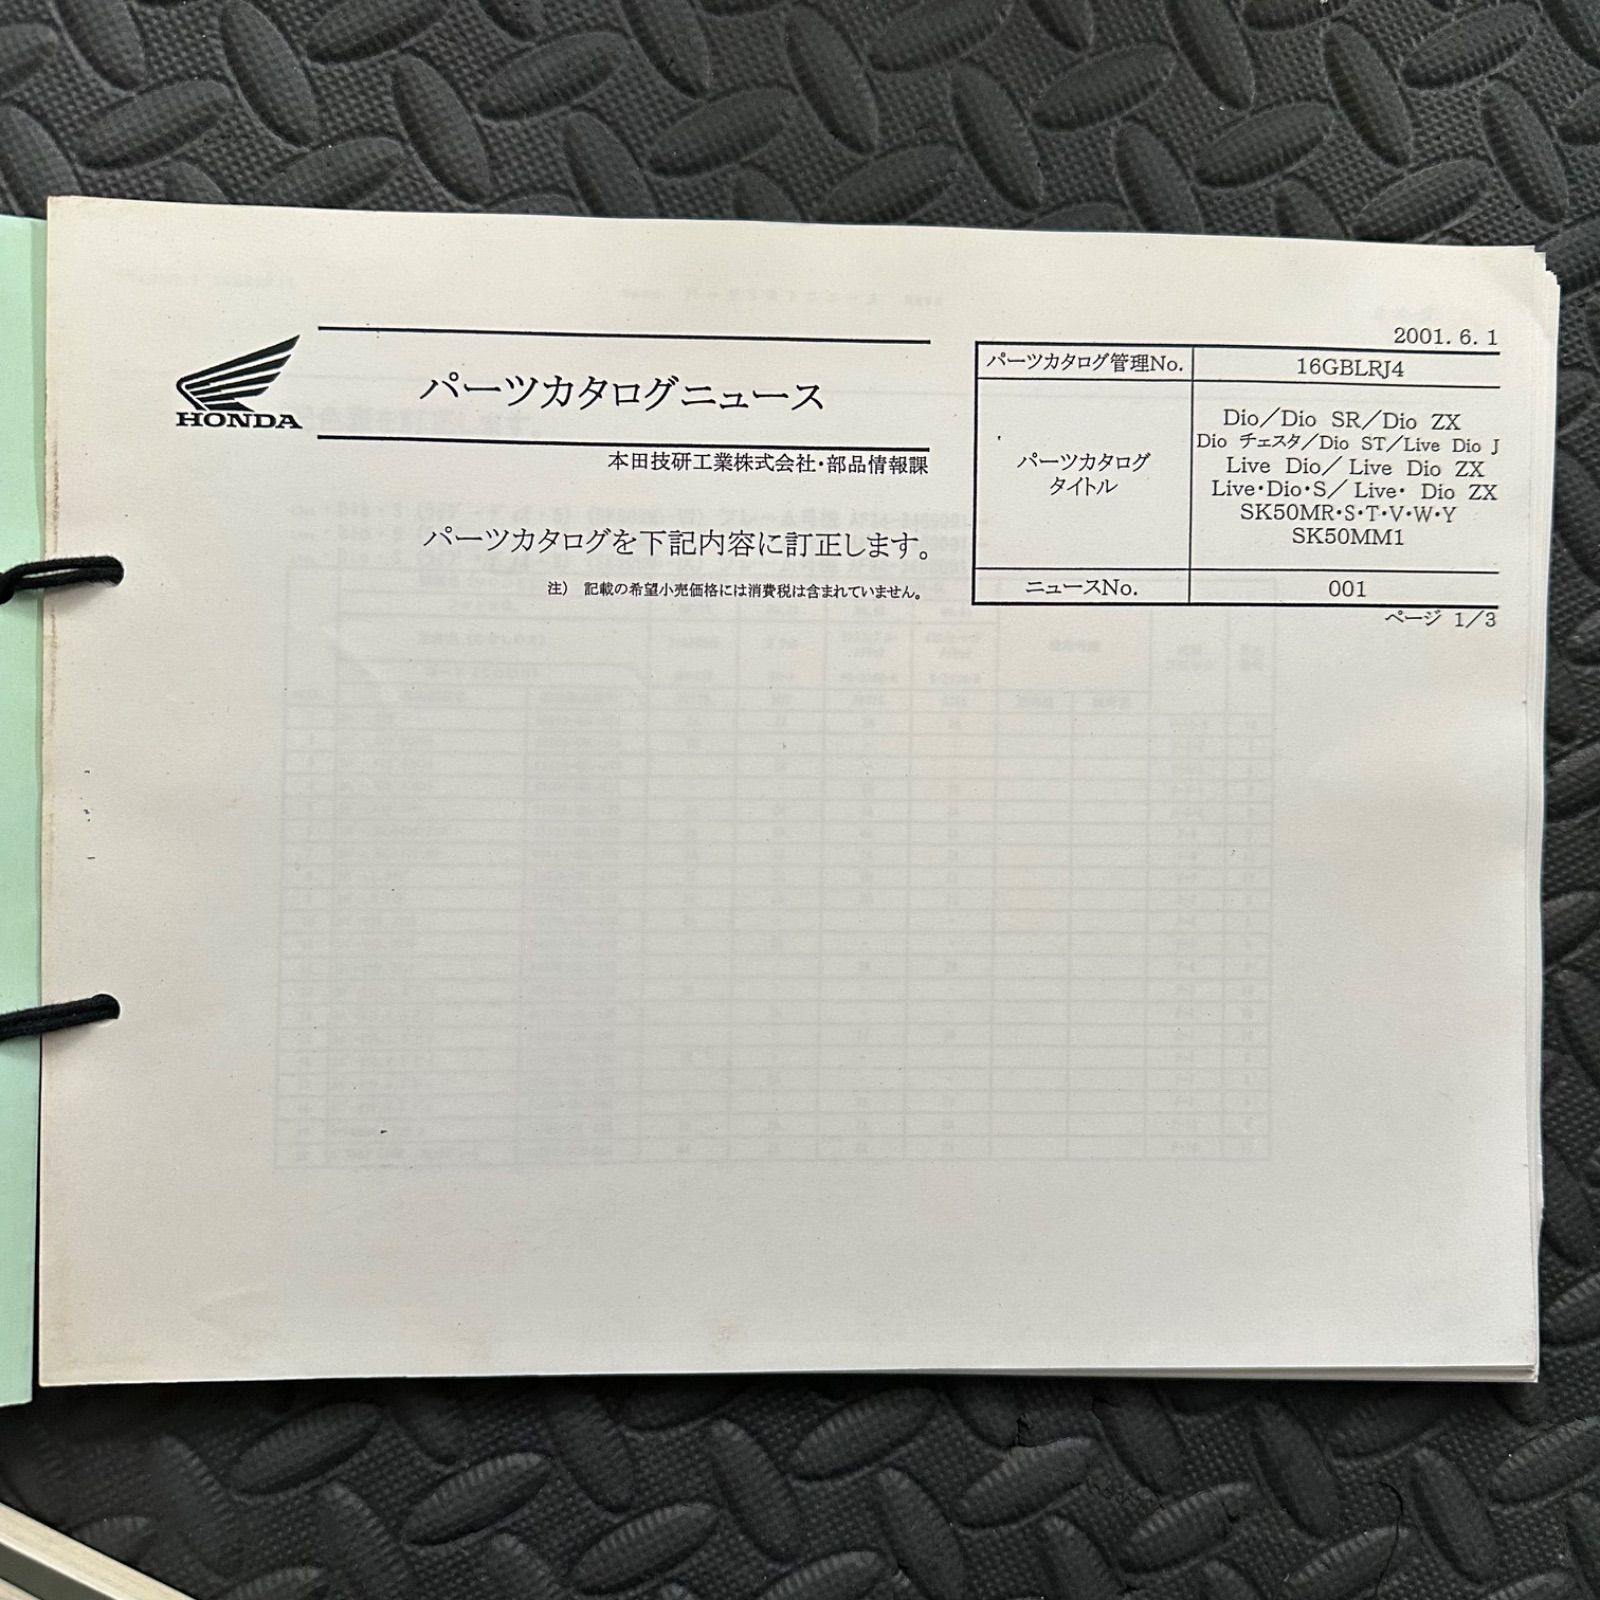 HONDA
パーツカタログニュース
本田技研工業株式会社・部品情報課
パーツカタログを下記内容に訂正します。
注) 記載の希望小売価格には消費税は含まれていません。
2001.6.1
パーツカタログ管理No. 16GBLRJ4
パーツカタログ
タイトル
Dio/Dio SR/Dio ZX
Dio チェスタ/Dio ST/Live Dio J
Live Dio/Live Dio ZX
Live・Dio・S/Live・Dio ZX
SK50MR・S・T・V・W・Y
SK50MM1
ニュースNo. 001
ページ 1/3